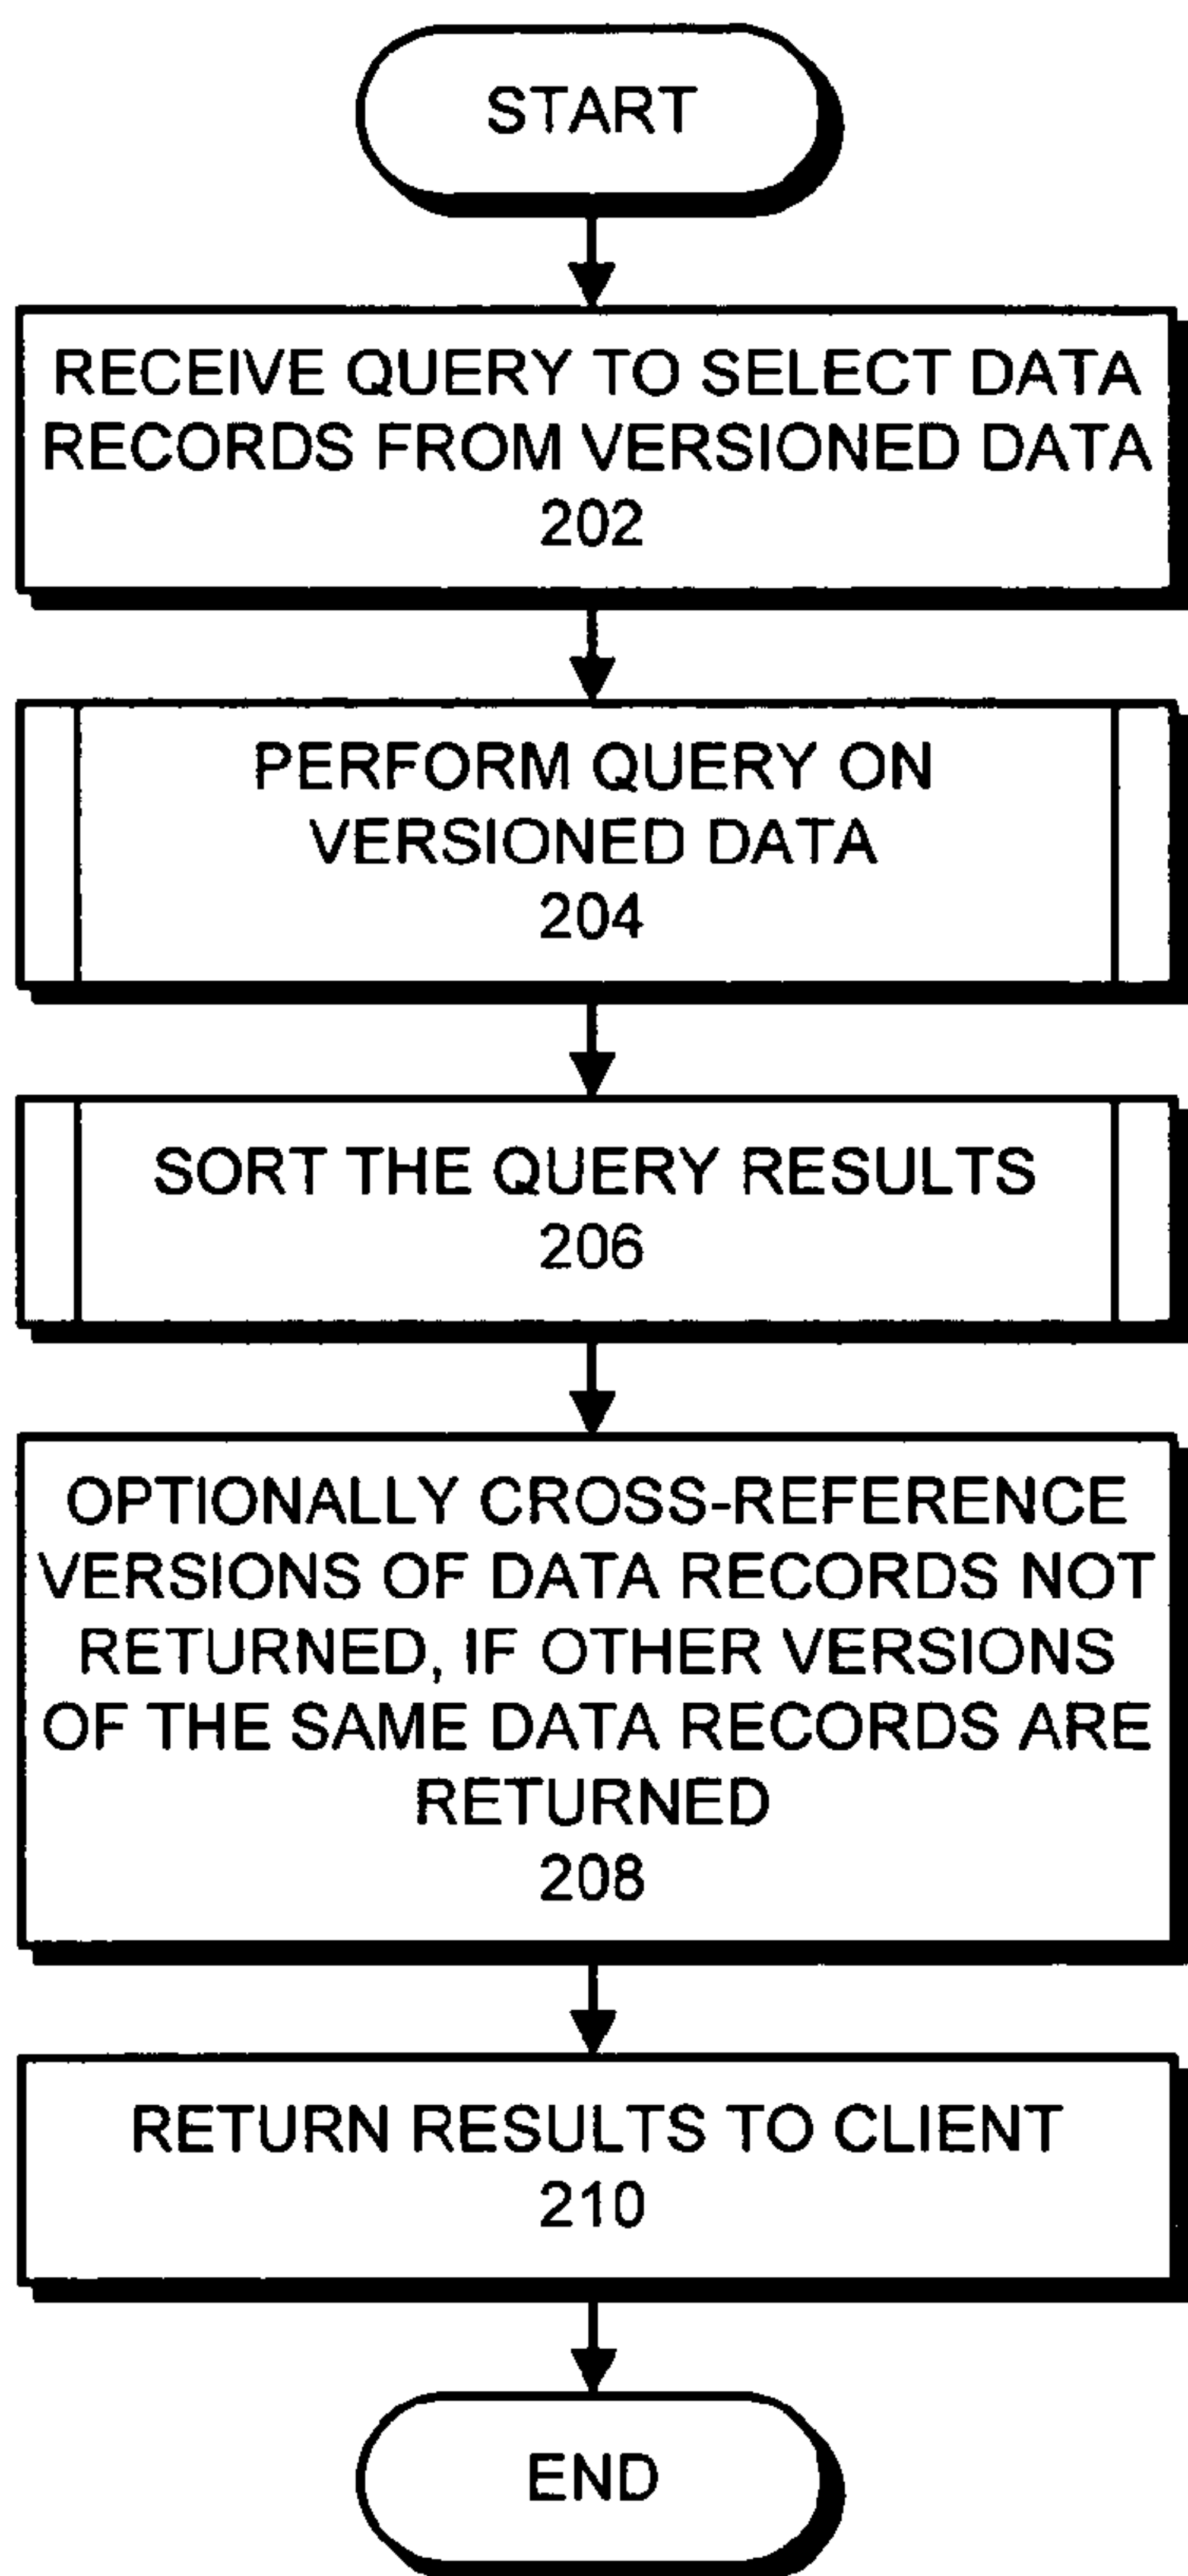 START
RECEIVE QUERY TO SELECT DATA
RECORDS FROM VERSIONED DATA
202
PERFORM QUERY ON
VERSIONED DATA
204
SORT THE QUERY RESULTS
206
OPTIONALLY CROSS-REFERENCE
VERSIONS OF DATA RECORDS NOT
RETURNED, IF OTHER VERSIONS
OF THE SAME DATA RECORDS ARE
RETURNED
208
RETURN RESULTS TO CLIENT
210
END